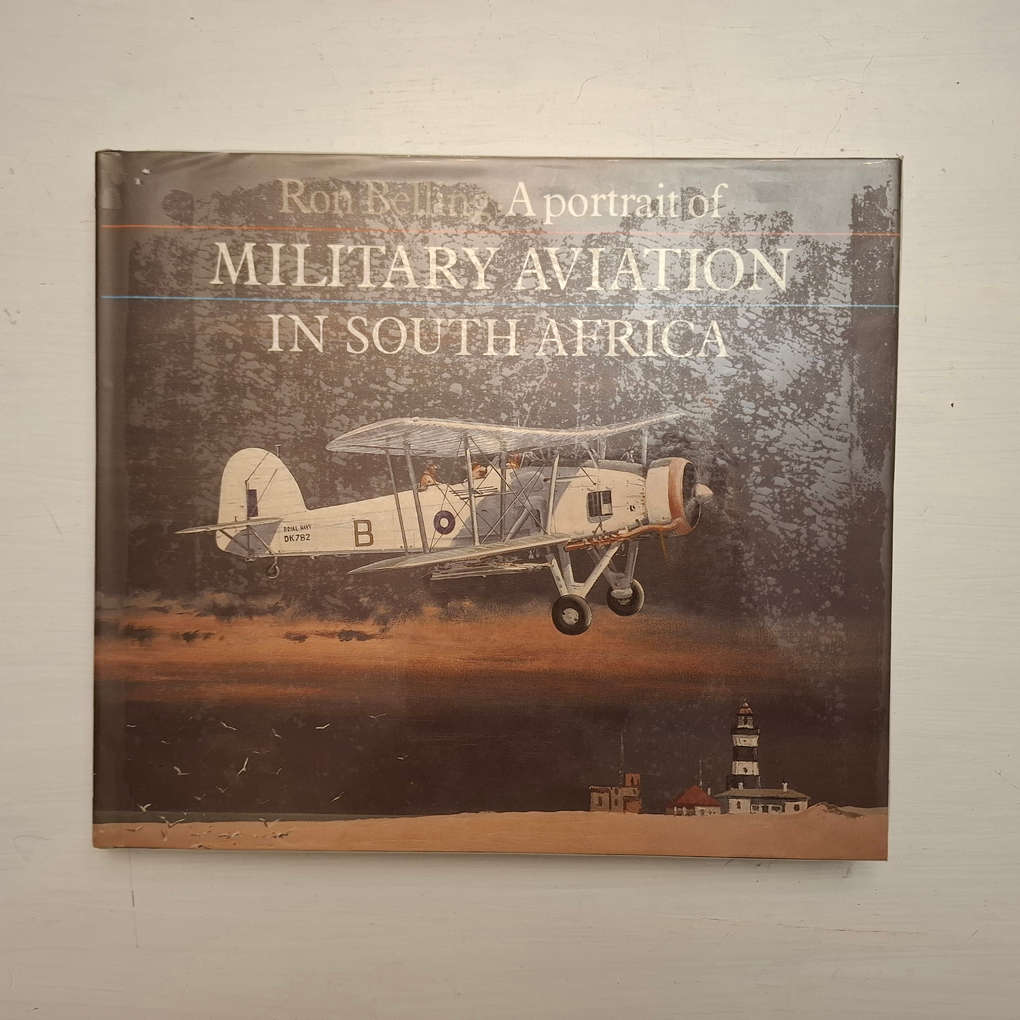 Ron Belling A portrait of
MILITARY AVIATION
IN SOUTH AFRICA
ROYAL NAVY
DK782
B